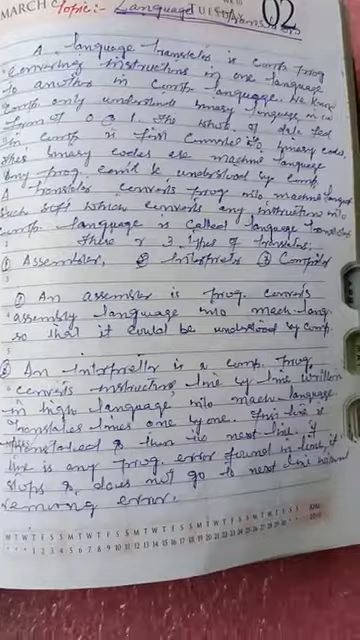 MARCH
Topic:- Language Translators
02
A language translator is comp. prog
converting instructions in one language
to another in comp. language. We know
comp. only understands binary language in i.e
form of 0 & 1. The of data fed
in comp is first binary codes.
These binary codes are machine language
Any prog. be understood by comp.
A translator converts prog into machine
such soft which converts any instruction into
comp. language is called language translator
There r 3 types of translator:
① Assembler, ② Interpreter ③ Compiler
① An assembler is prog. converts
assembly language into mach. lang.
so that it could be understood by comp.
② An Interpreter is a comp. prog.
converts instructions, line by line written
in high language into mach. language.
Translates lines one by one. This line is
translated & then the next line. If
there is any prog. error found in line, it
stops & does not go to next line without
removing error.